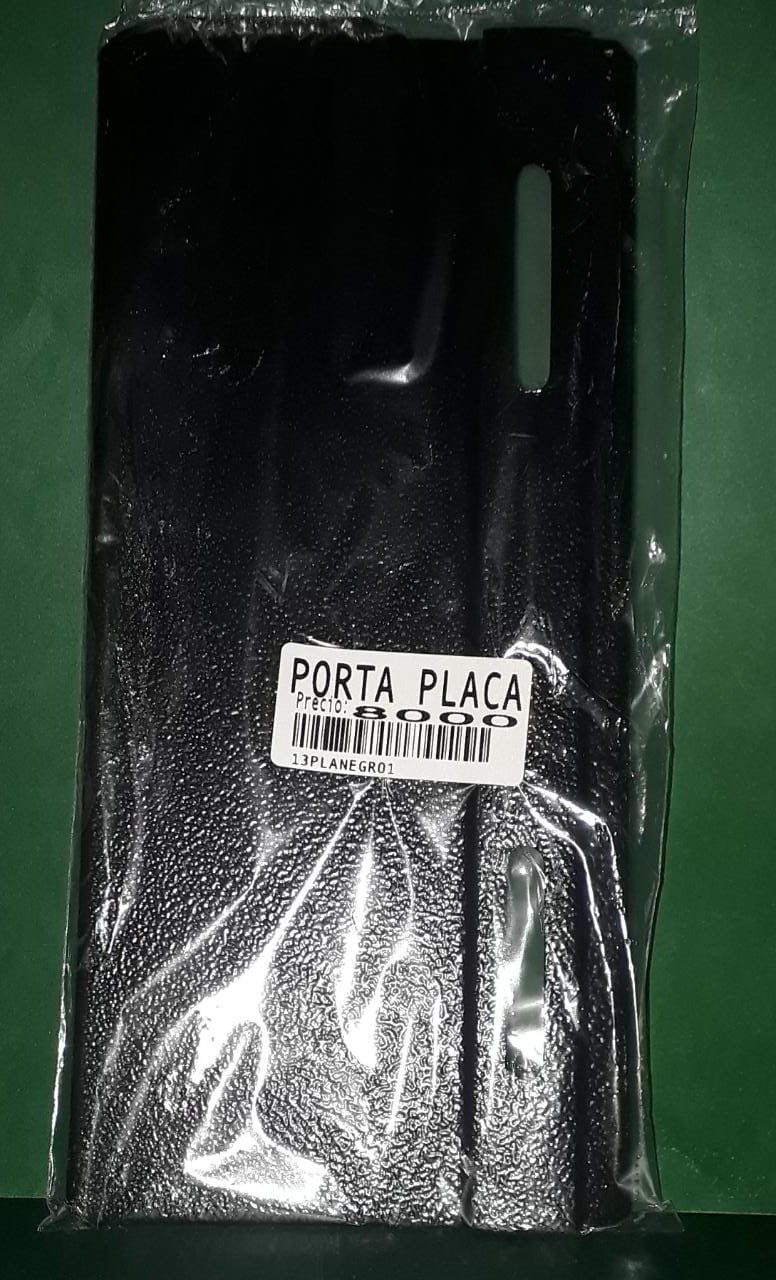 PORTA PLACA
Precio: 8000
13PLANEGR01